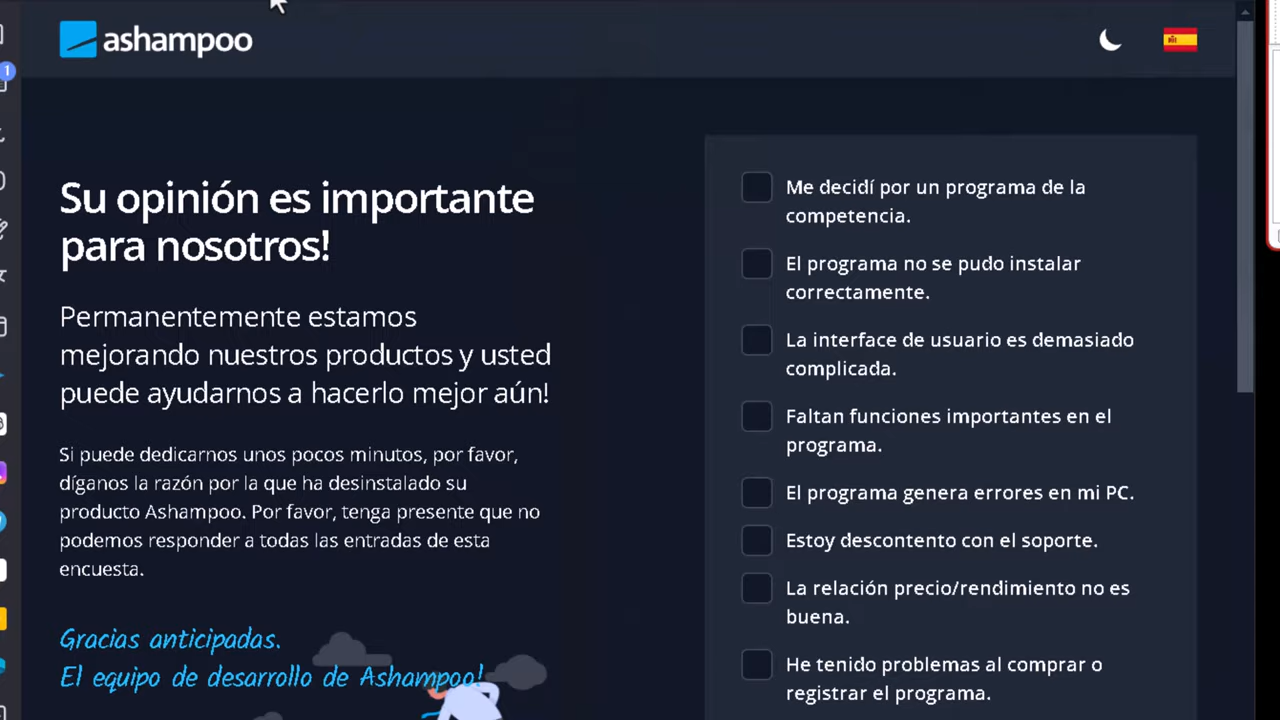 ashampoo
1
Su opinión es importante
para nosotros!
Permanentemente estamos
mejorando nuestros productos y usted
puede ayudarnos a hacerlo mejor aún!
Si puede dedicarnos unos pocos minutos, por favor,
díganos la razón por la que ha desinstalado su
producto Ashampoo. Por favor, tenga presente que no
podemos responder a todas las entradas de esta
encuesta.
Gracias anticipadas.
El equipo de desarrollo de Ashampoo!
Me decidí por un programa de la
competencia.
El programa no se pudo instalar
correctamente.
La interface de usuario es demasiado
complicada.
Faltan funciones importantes en el
programa.
El programa genera errores en mi PC.
Estoy descontento con el soporte.
La relación precio/rendimiento no es
buena.
He tenido problemas al comprar o
registrar el programa.